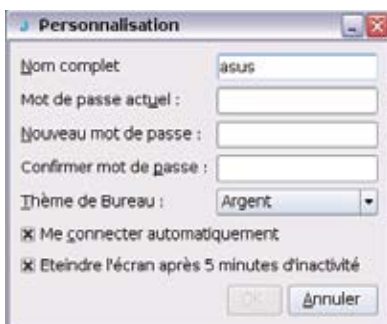 Personnalisation
Nom complet asus
Mot de passe actuel :
Nouveau mot de passe :
Confirmer mot de passe :
Thème de Bureau : Argent
Me connecter automatiquement
Eteindre l'écran après 5 minutes d'inactivité
OK Annuler